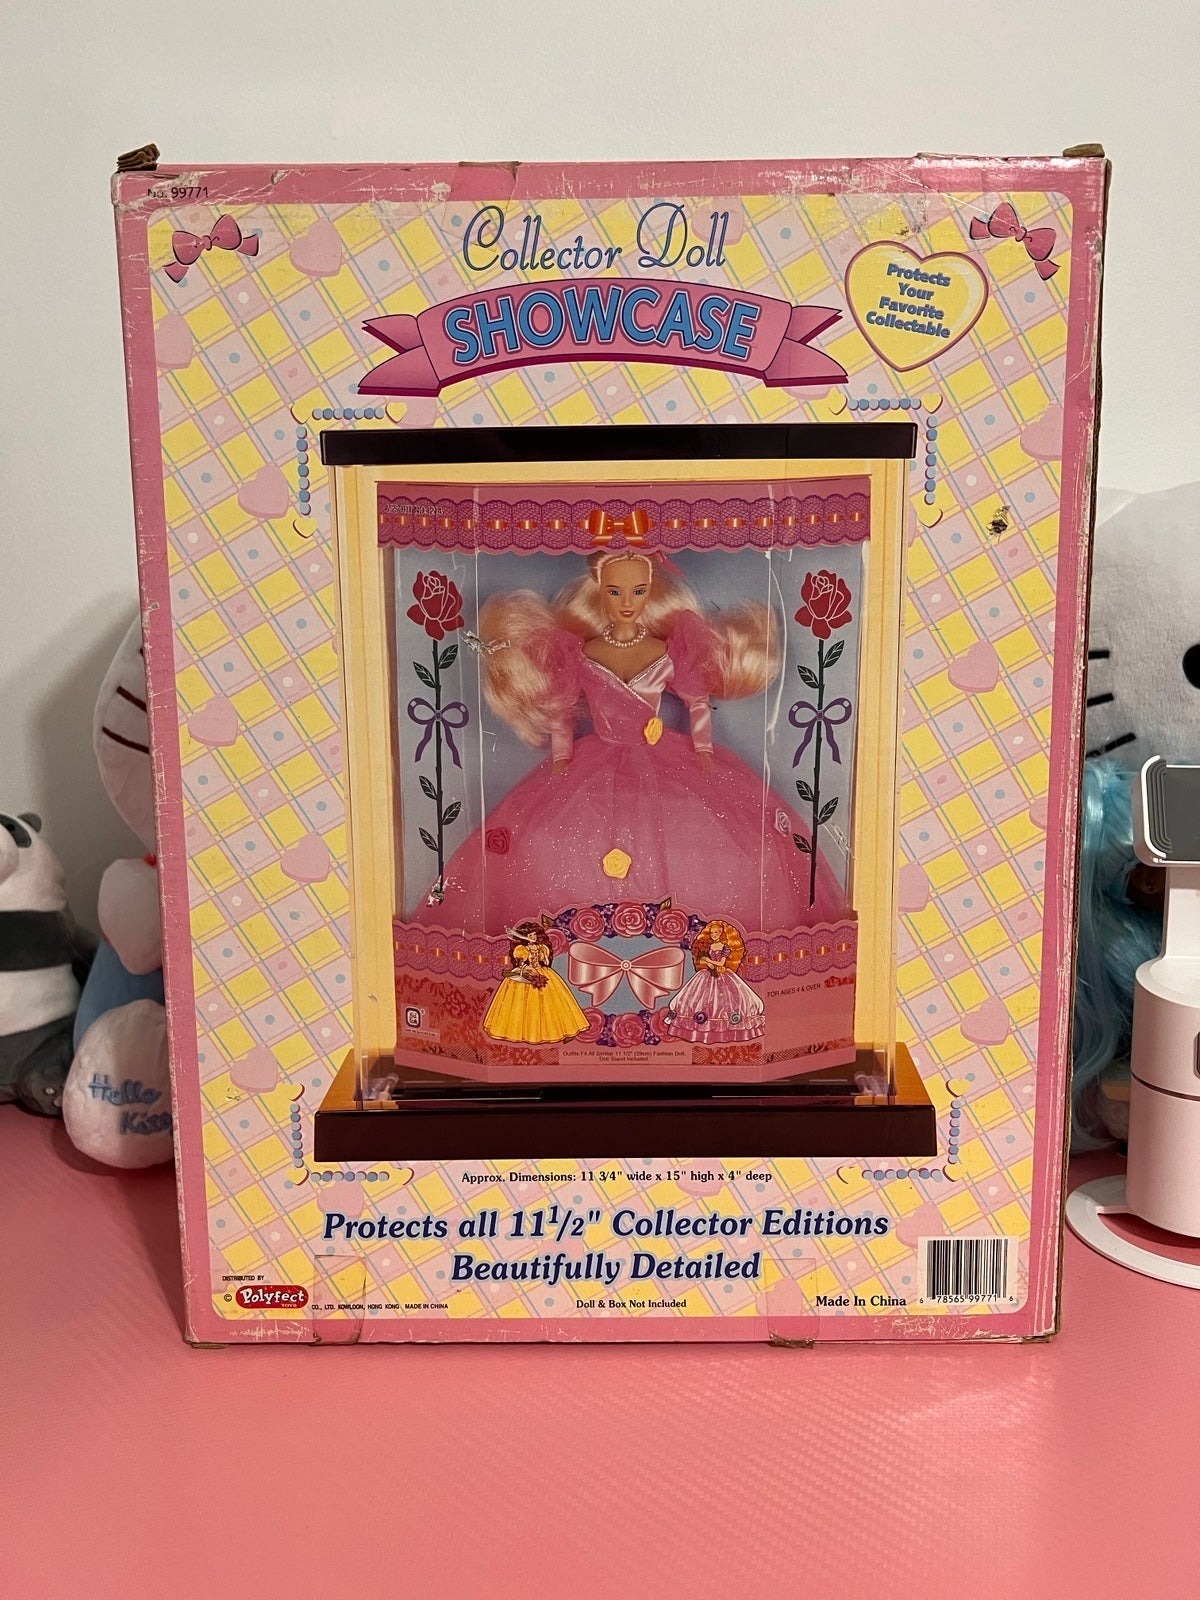 No. 99771
Collector Doll
SHOWCASE
Protects
Your
Favorite
Collectable
FOR AGES 4 & OVER
Outfits Fit All Similar 11 1/2" (29cm) Fashion Doll.
Doll Stand Included.
Hello
Approx. Dimensions: 11 3/4" wide x 15" high x 4" deep
Protects all 11 1/2" Collector Editions
Beautifully Detailed
DISTRIBUTED BY
© Polyfect
TOYS
CO., LTD. KOWLOON, HONG KONG MADE IN CHINA
Doll & Box Not Included
Made In China
6 78565 99771 6